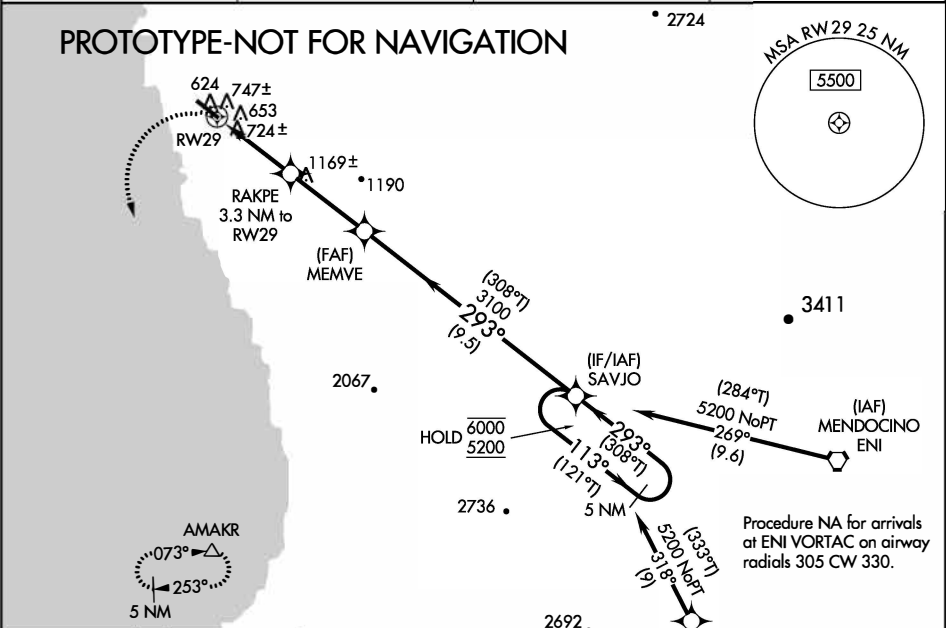 PROTOTYPE-NOT FOR NAVIGATION
2724
MSA RW29 25 NM
5500
624
747±
653
724±
RW29
1169±
1190
RAKPE
3.3 NM to
RW29
(FAF)
MEMVE
(308°T)
3100
293°
(9.5)
3411
2067
(IF/IAF)
SAVJO
HOLD
6000
5200
293°
(308°T)
113°
(121°T)
5 NM
(284°T)
5200 NoPT
269°
(9.6)
(IAF)
MENDOCINO
ENI
2736
Procedure NA for arrivals
at ENI VORTAC on airway
radials 305 CW 330.
(333°T)
5200 NoPT
318°
(9)
AMAKR
073°
253°
5 NM
2692